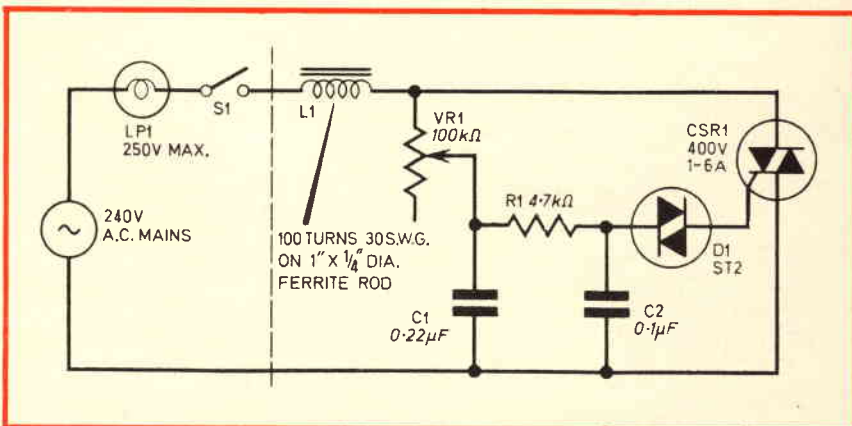 LP1
250V MAX.
S1
L1
VR1
100kΩ
CSR1
400V
1-6A
240V
A.C. MAINS
100 TURNS 30 S.W.G.
ON 1" X 1/4" DIA.
FERRITE ROD
R1 4·7kΩ
D1
ST2
C1
0·22μF
C2
0·1μF